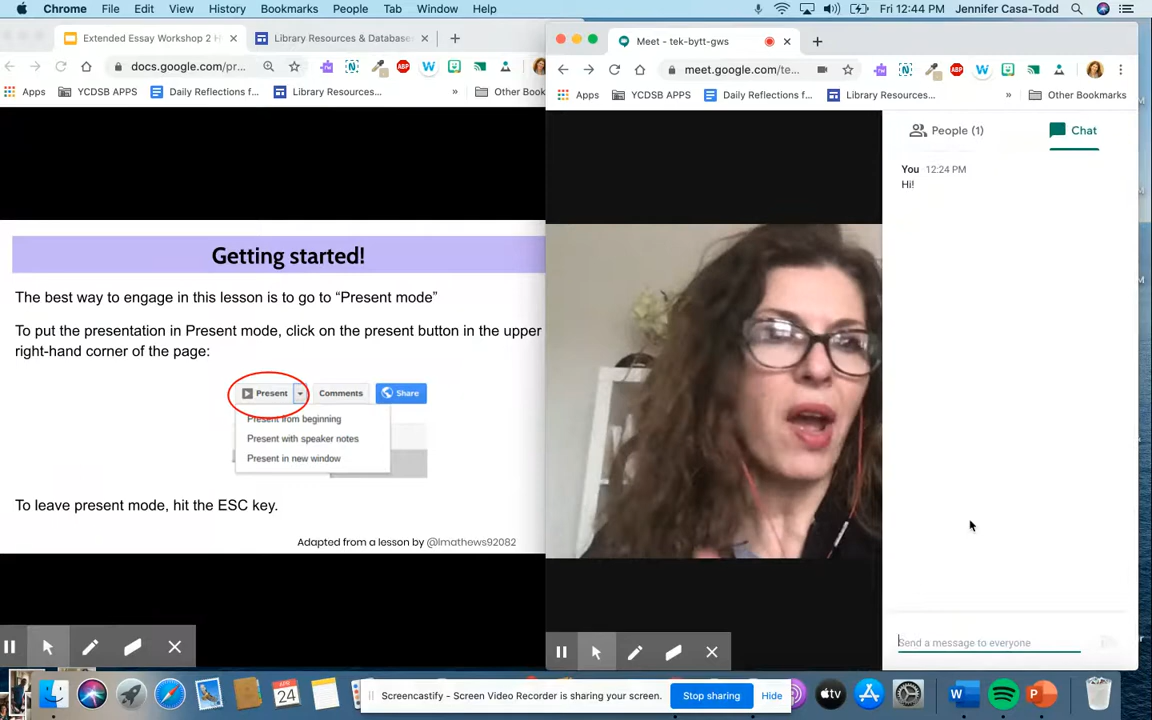 Chrome File Edit View History Bookmarks People Tab Window Help Fri 12:44 PM Jennifer Casa-Todd
Extended Essay Workshop 2 Library Resources & Database
docs.google.com/pr...
Apps YCDSB APPS Daily Reflections f... Library Resources... » Other Book
Getting started!
The best way to engage in this lesson is to go to “Present mode”
To put the presentation in Present mode, click on the present button in the upper
right-hand corner of the page:
Present Comments Share
Present from beginning
Present with speaker notes
Present in new window
To leave present mode, hit the ESC key.
Adapted from a lesson by @lmathews92082
Meet - tek-bytt-gws
meet.google.com/te...
Apps YCDSB APPS Daily Reflections f... Library Resources... » Other Bookmarks
People (1) Chat
You 12:24 PM
Hi!
Send a message to everyone
APR
24
Screencastify - Screen Video Recorder is sharing your screen. Stop sharing Hide
tv
W
P